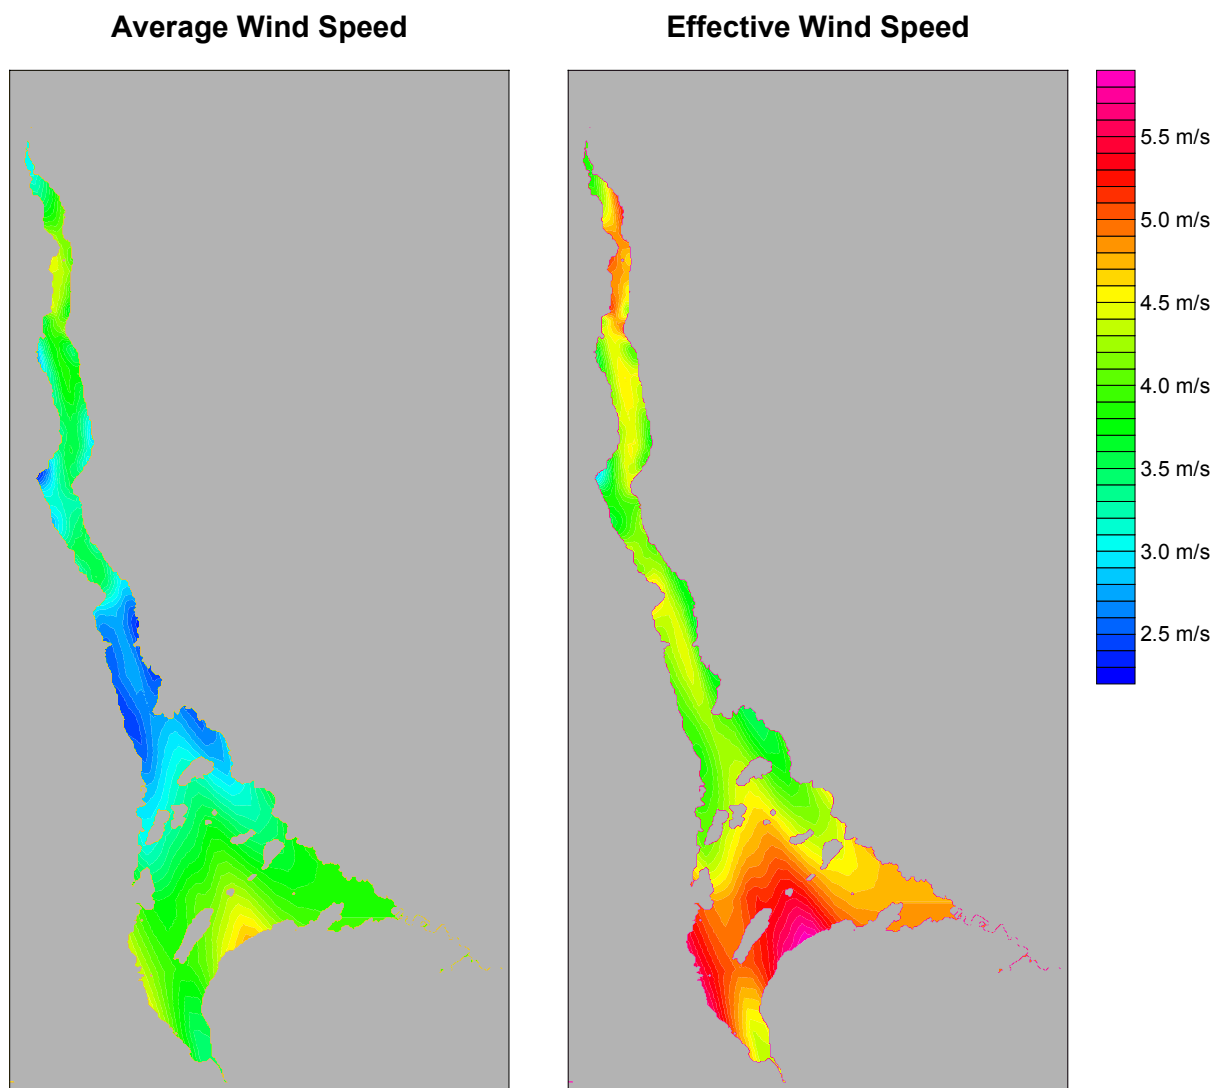 Average Wind Speed
Effective Wind Speed
5.5 m/s
5.0 m/s
4.5 m/s
4.0 m/s
3.5 m/s
3.0 m/s
2.5 m/s